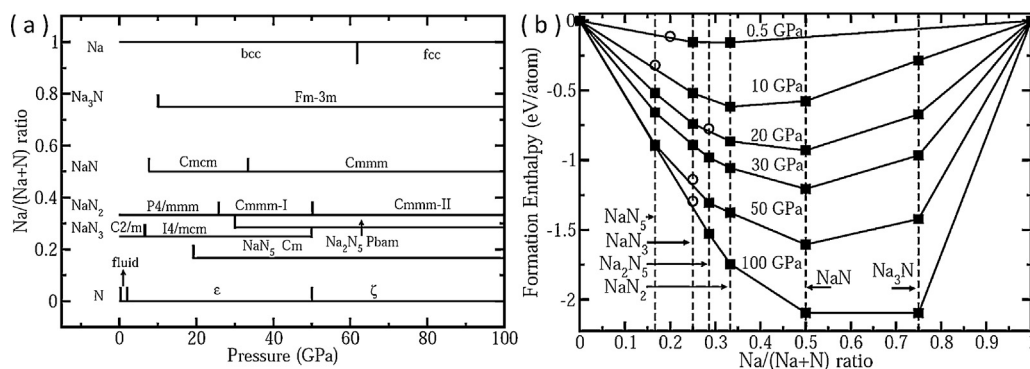 (a)
Na/(Na+N) ratio
1
0.8
0.6
0.4
0.2
0
Na
bcc
fcc
Na₃N
Fm-3m
NaN
Cmcm
Cmmm
NaN₂
P4/mmm
Cmmm-I
Cmmm-II
NaN₃
C2/m
I4/mcm
Na₂N₅ Pbam
NaN₅ Cm
fluid
N
ε
ζ
0
20
40
60
80
100
Pressure (GPa)
(b)
Formation Enthalpy (eV/atom)
0
-0.5
-1
-1.5
-2
0.5 GPa
10 GPa
20 GPa
30 GPa
50 GPa
100 GPa
NaN₅
NaN₃
Na₂N₅
NaN₂
NaN
Na₃N
0
0.1
0.2
0.3
0.4
0.5
0.6
0.7
0.8
0.9
1
Na/(Na+N) ratio